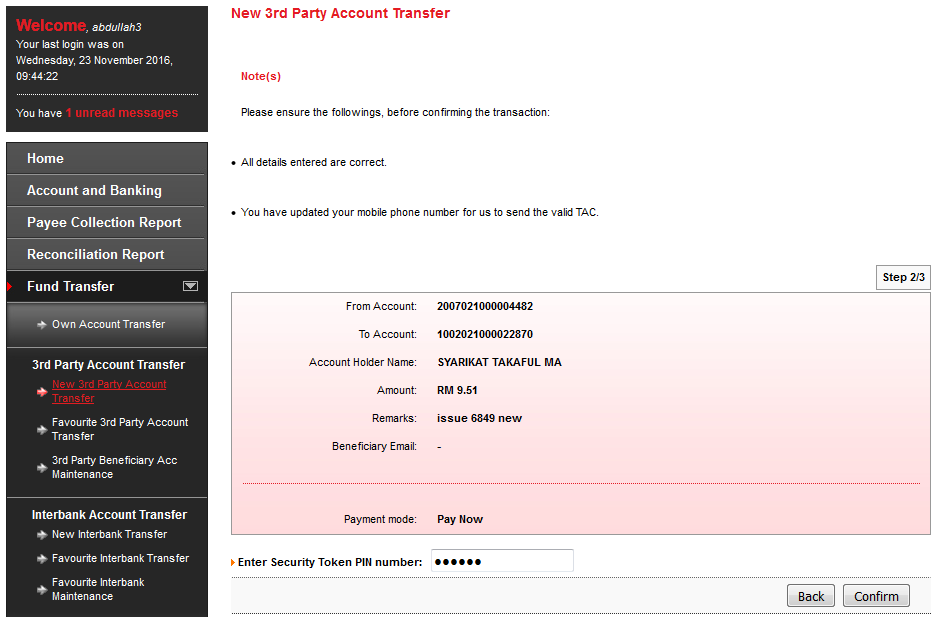 Welcome, abdullah3
Your last login was on
Wednesday, 23 November 2016,
09:44:22
You have 1 unread messages
Home
Account and Banking
Payee Collection Report
Reconciliation Report
Fund Transfer
Own Account Transfer
3rd Party Account Transfer
New 3rd Party Account
Transfer
Favourite 3rd Party Account
Transfer
3rd Party Beneficiary Acc
Maintenance
Interbank Account Transfer
New Interbank Transfer
Favourite Interbank Transfer
Favourite Interbank
Maintenance
New 3rd Party Account Transfer
Note(s)
Please ensure the followings, before confirming the transaction:
• All details entered are correct.
• You have updated your mobile phone number for us to send the valid TAC.
Step 2/3
From Account: 2007021000004482
To Account: 1002021000022870
Account Holder Name: SYARIKAT TAKAFUL MA
Amount: RM 9.51
Remarks: issue 6849 new
Beneficiary Email: -
Payment mode: Pay Now
Enter Security Token PIN number: ••••••
Back Confirm